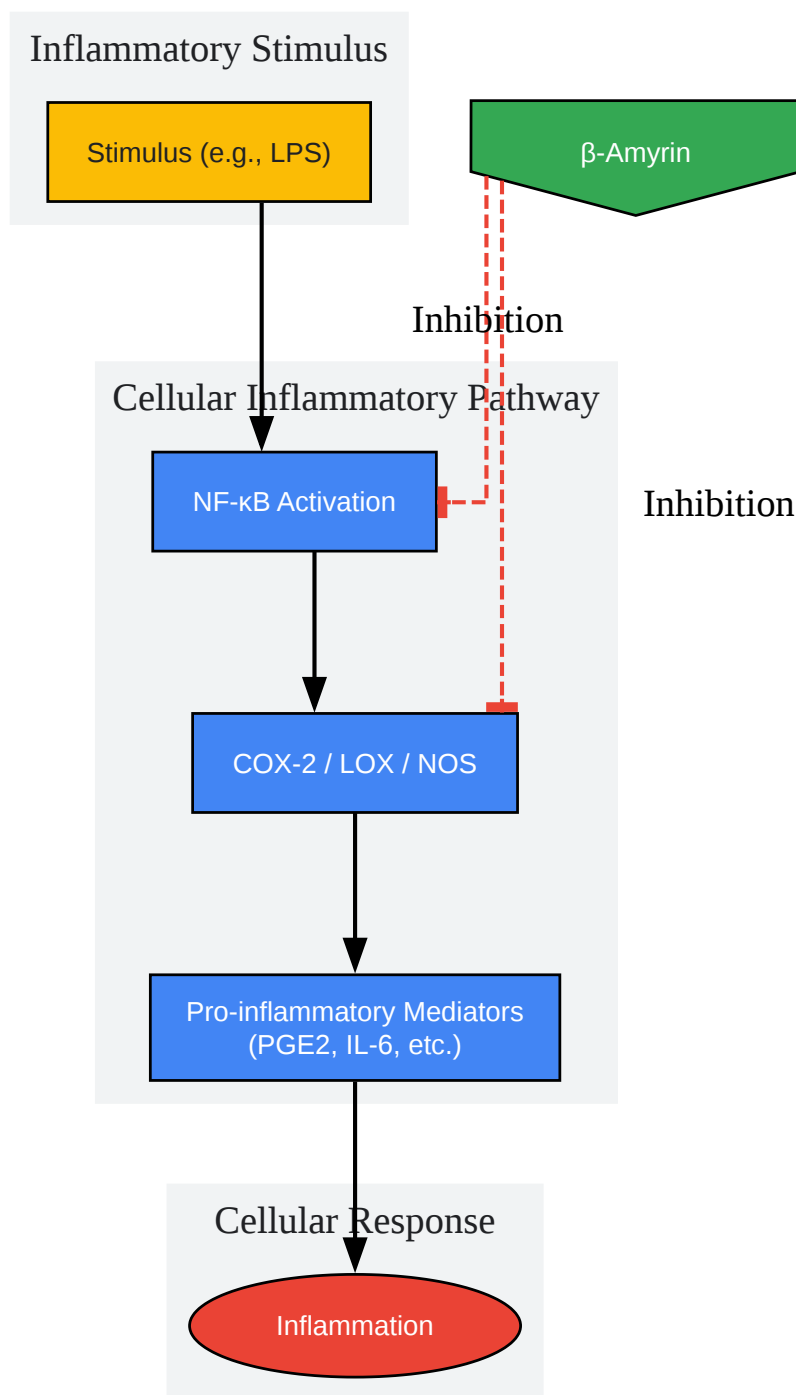 Inflammatory Stimulus
Stimulus (e.g., LPS)
β-Amyrin
Inhibition
Cellular Inflammatory Pathway
NF-κB Activation
Inhibition
COX-2 / LOX / NOS
Pro-inflammatory Mediators
(PGE2, IL-6, etc.)
Cellular Response
Inflammation